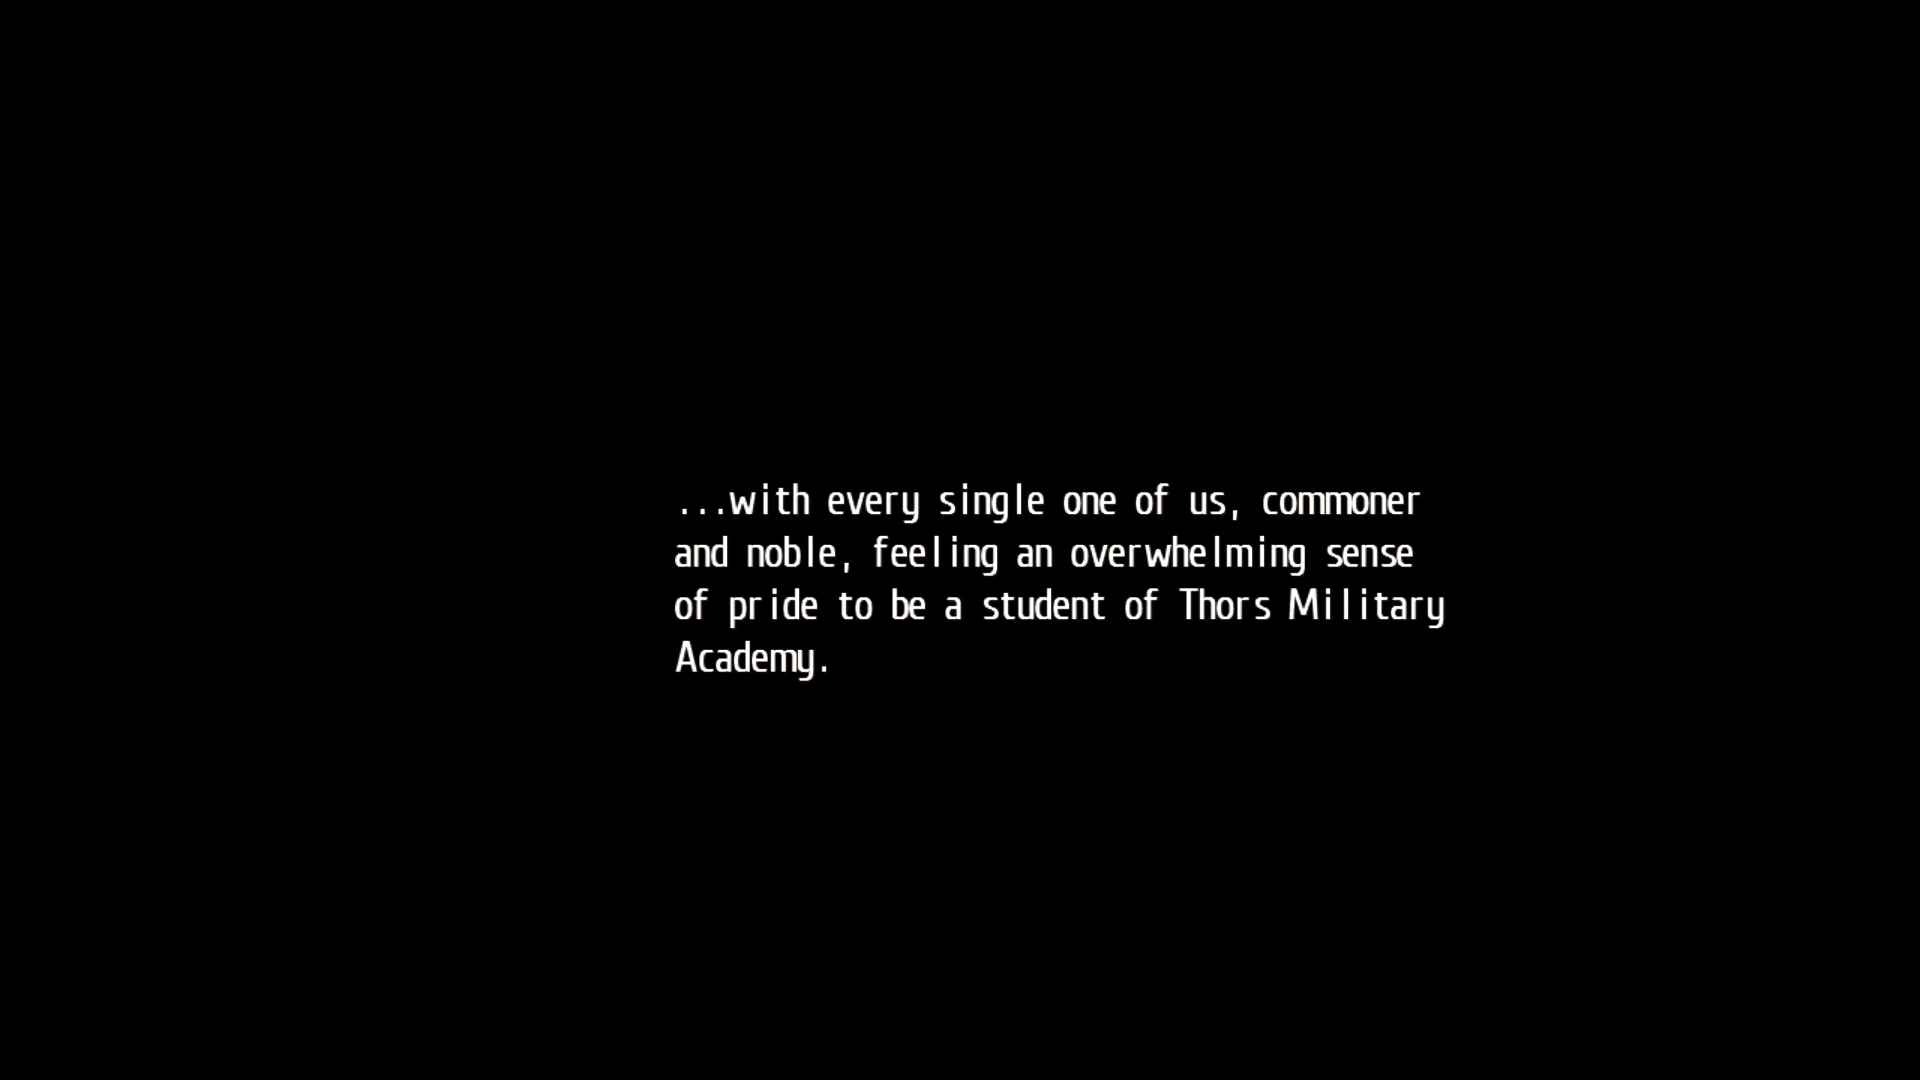 ...with every single one of us, commoner
and noble, feeling an overwhelming sense
of pride to be a student of Thors Military
Academy.